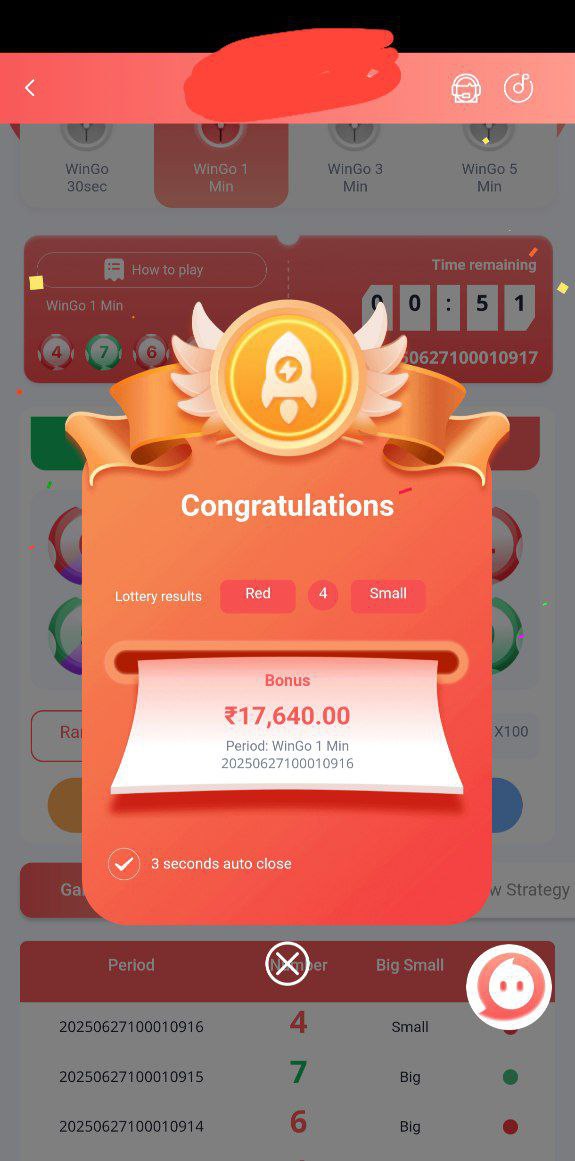 WinGo 30sec
WinGo 1 Min
WinGo 3 Min
WinGo 5 Min
How to play
Time remaining
WinGo 1 Min
0 0 : 5 1
4 7 6
50627100010917
Congratulations
Lottery results Red 4 Small
Bonus
₹17,640.00
Period: WinGo 1 Min
20250627100010916
X100
3 seconds auto close
Strategy
Period Number Big Small
20250627100010916 4 Small
20250627100010915 7 Big
20250627100010914 6 Big